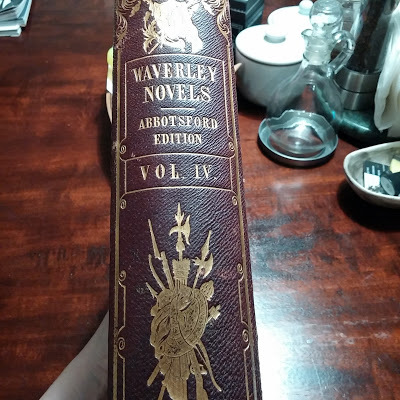 WAVERLEY
NOVELS
ABBOTSFORD
EDITION
VOL. IV